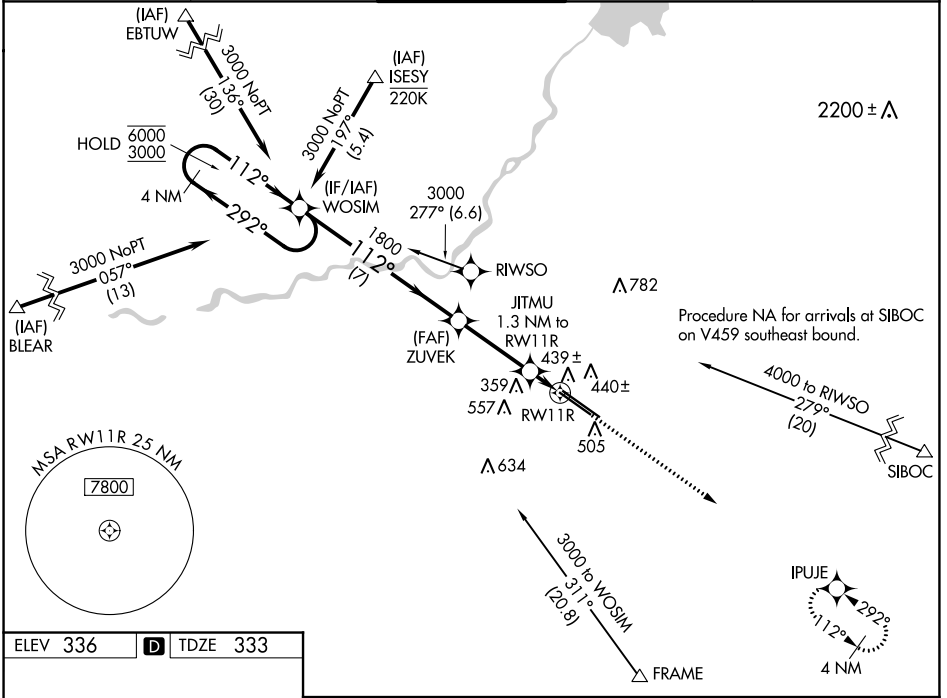 (IAF)
EBTUW
3000 NoPT
136°
(30)
(IAF)
ISESY
220K
3000 NoPT
197°
(5.4)
2200 ±
HOLD
6000
3000
4 NM
112°
292°
(IF/IAF)
WOSIM
3000
277° (6.6)
1800
112°
(7)
RIWSO
3000 NoPT
057°
(13)
(IAF)
BLEAR
782
JITMU
1.3 NM to
RW11R
(FAF)
ZUVEK
Procedure NA for arrivals at SIBOC
on V459 southeast bound.
439 ±
440 ±
359
557
RW11R
505
634
4000 to RIWSO
279°
(20)
SIBOC
MSA RW11R 25 NM
7800
3000 to WOSIM
311°
(20.8)
FRAME
IPUJE
292°
112°
4 NM
ELEV 336
D
TDZE 333